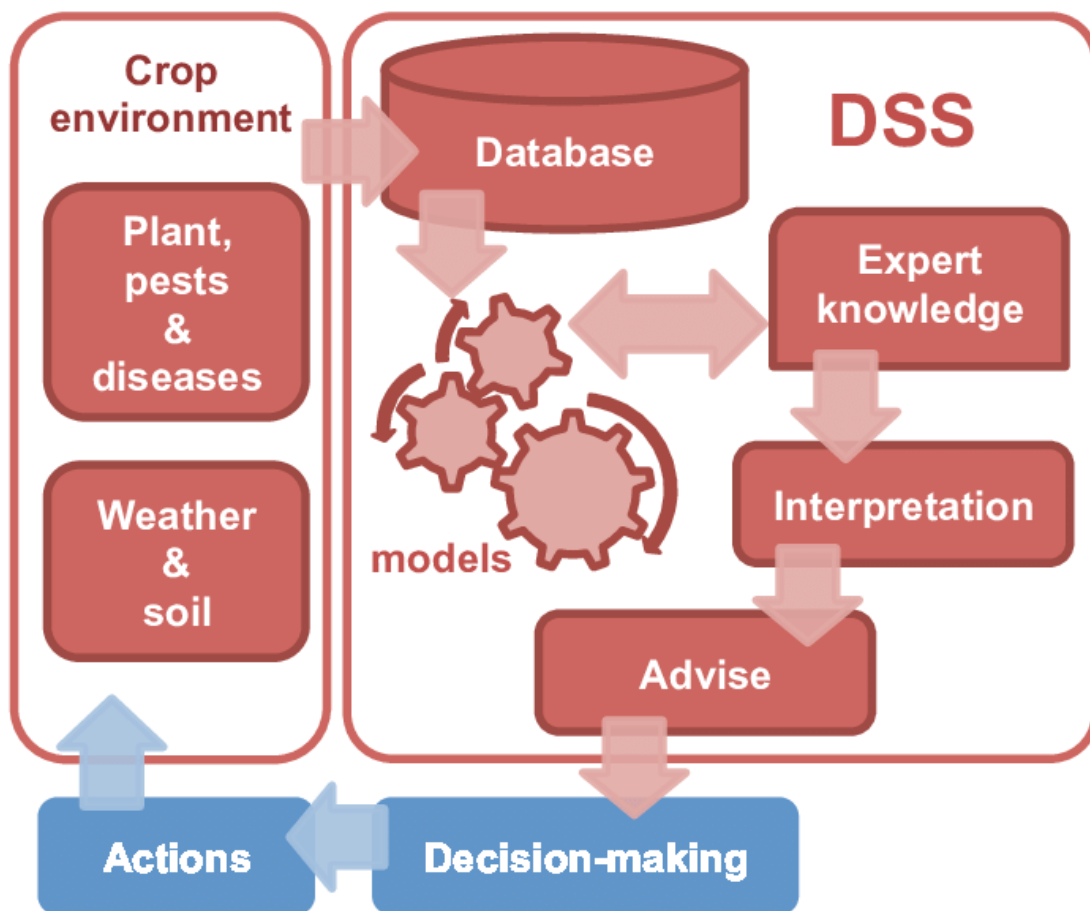 Crop
environment
Plant,
pests
&
diseases
Weather
&
soil
DSS
Database
Expert
knowledge
models
Interpretation
Advise
Decision-making
Actions